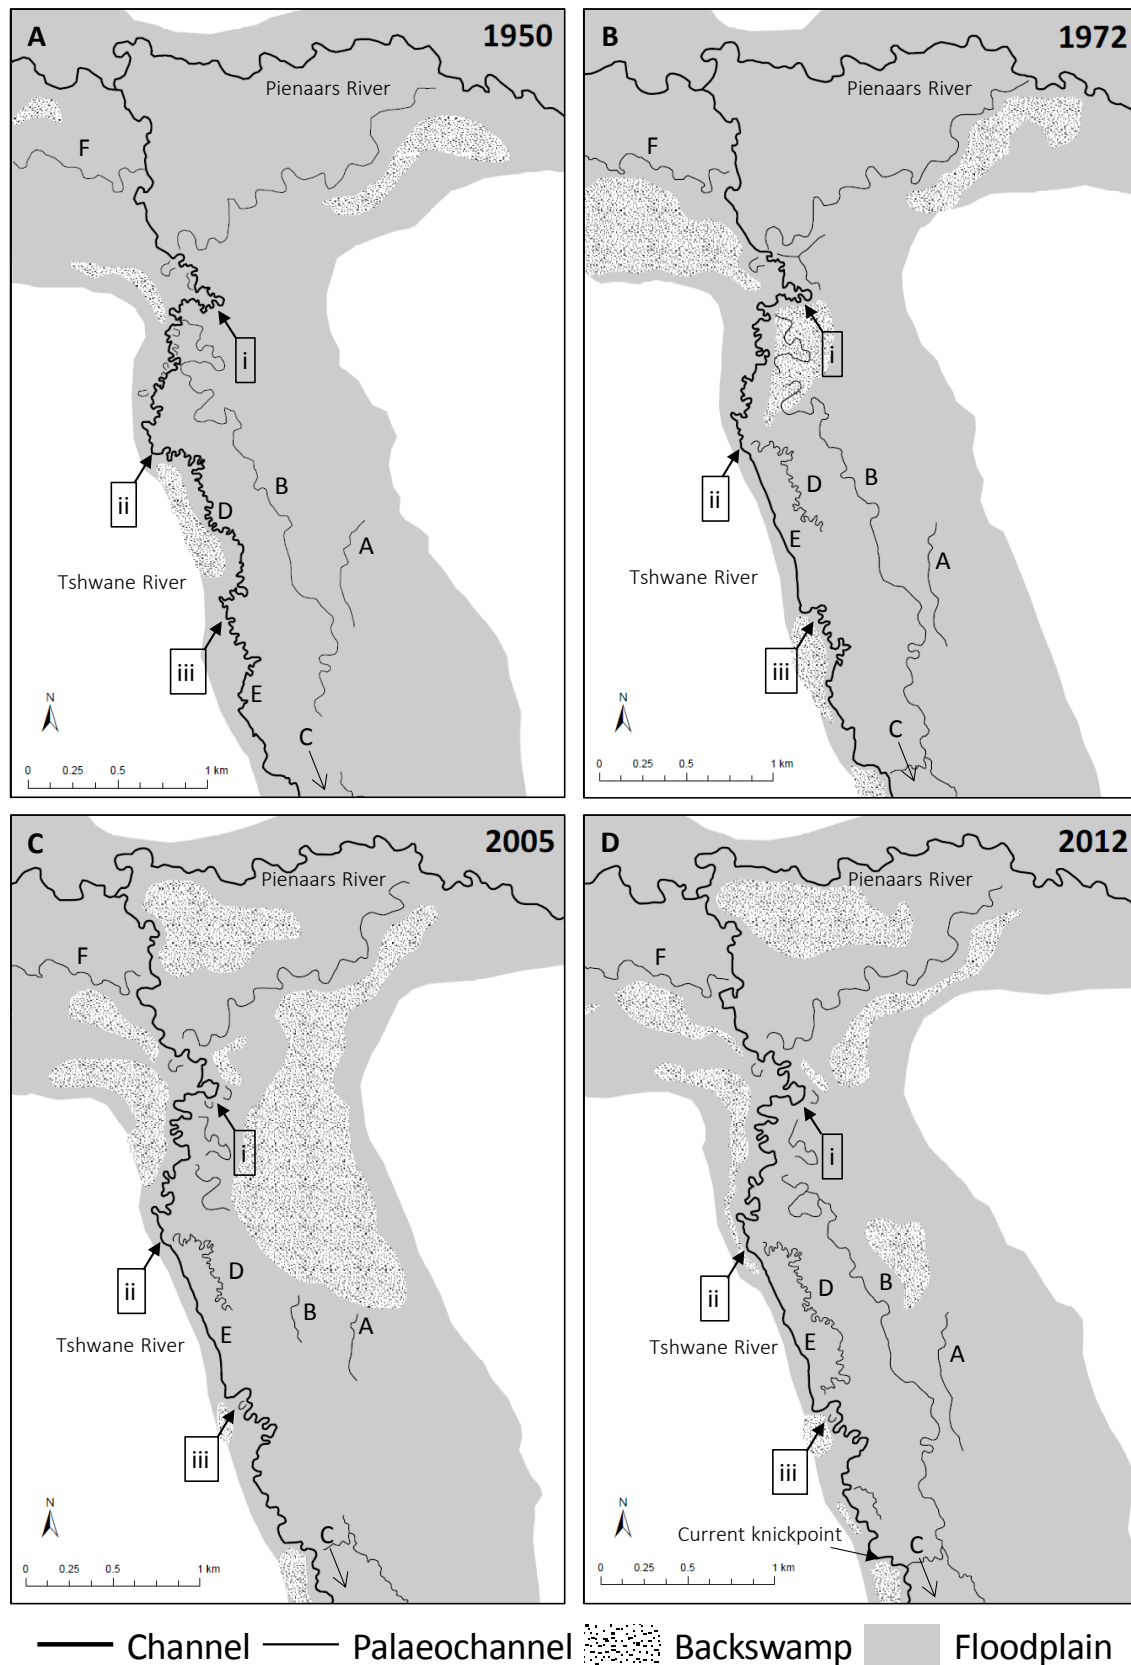 A
1950
Pienaars River
F
i
ii
B
D
A
Tshwane River
iii
E
C
N
0 0.25 0.5 1 km
B
1972
Pienaars River
F
i
ii
B
D
E
A
Tshwane River
iii
C
N
0 0.25 0.5 1 km
C
2005
Pienaars River
F
i
ii
D
B
A
E
Tshwane River
iii
C
N
0 0.25 0.5 1 km
D
2012
Pienaars River
F
i
ii
D
B
E
A
Tshwane River
iii
Current knickpoint
C
N
0 0.25 0.5 1 km
Channel Palaeochannel Backswamp Floodplain